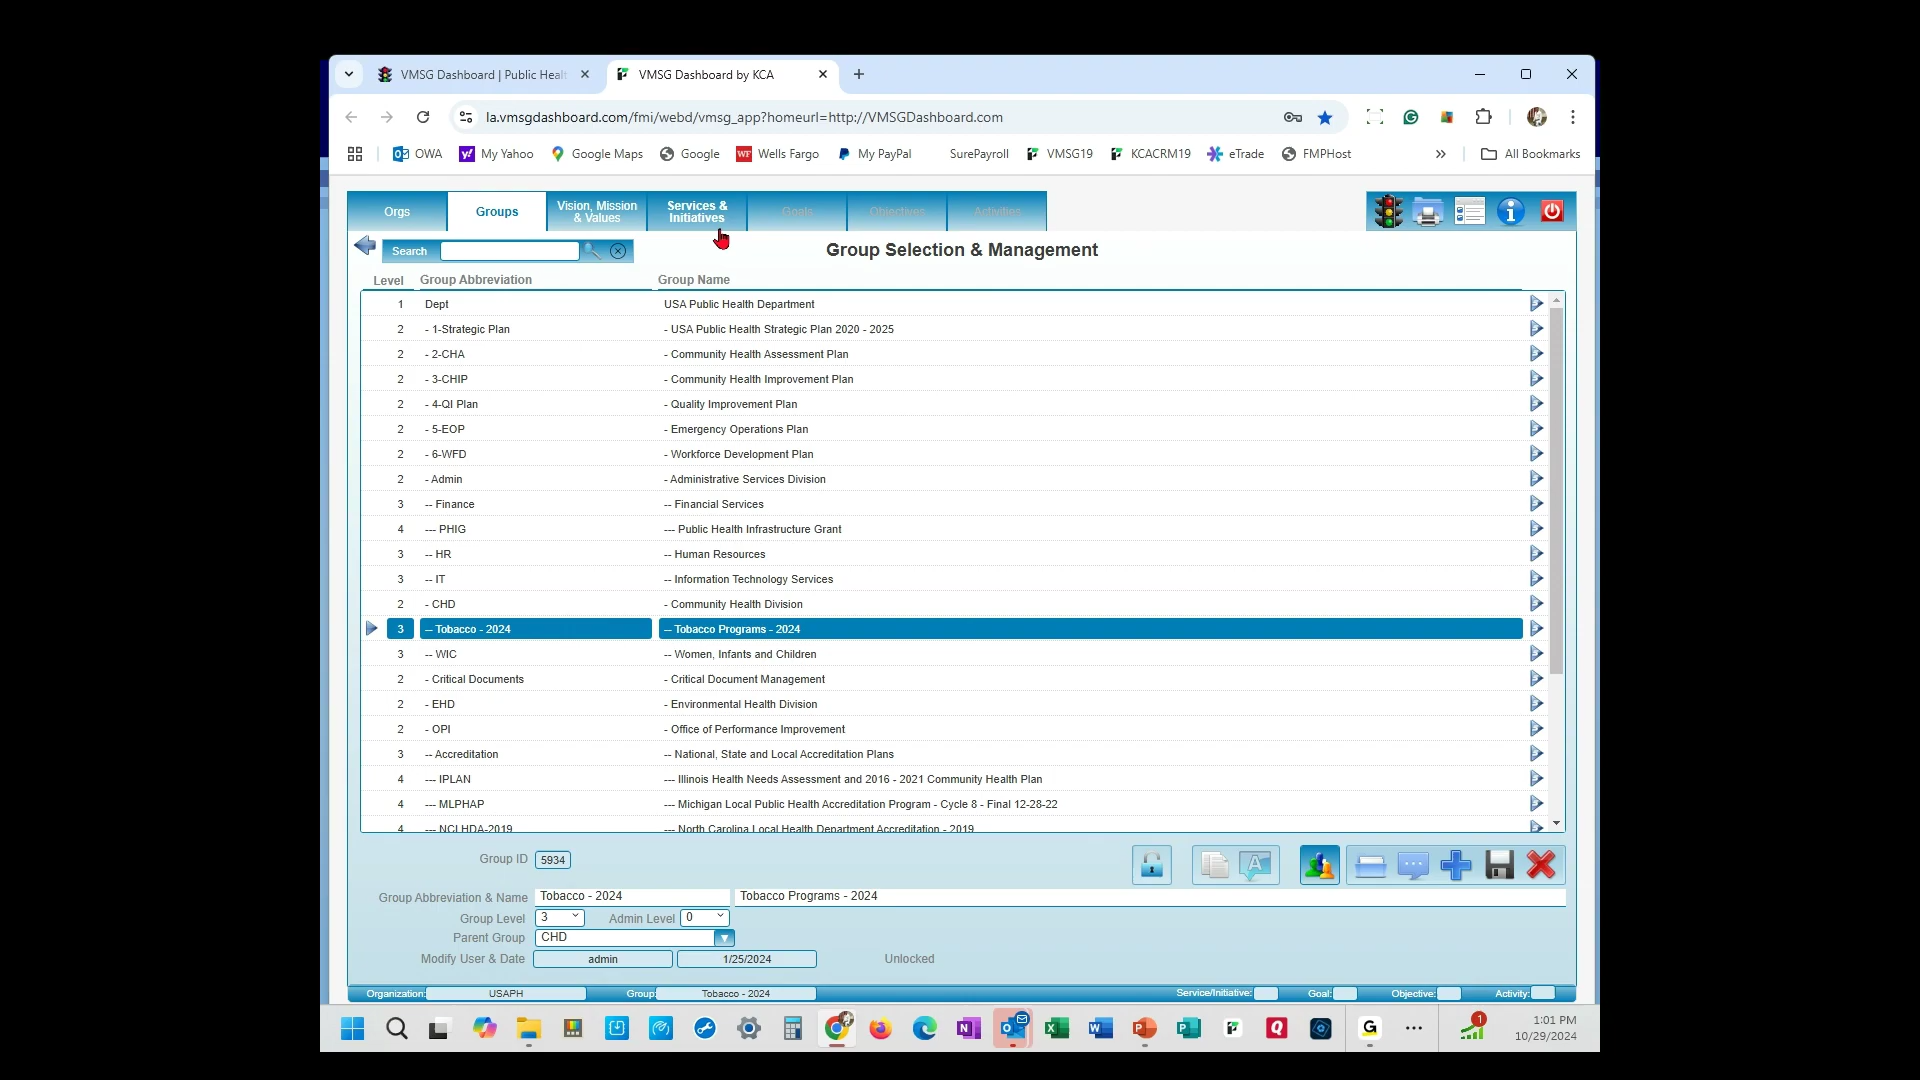 VMSG Dashboard | Public Healt
VMSG Dashboard by KCA
la.vmsgdashboard.com/fmi/webd/vmsg_app?homeurl=http://VMSGDashboard.com
OWA
My Yahoo
Google Maps
Google
WF Wells Fargo
My PayPal
SurePayroll
VMSG19
KCACRM19
eTrade
FMPHost
All Bookmarks
Orgs
Groups
Vision, Mission & Values
Services & Initiatives
Goals
Objectives
Activities
Search
Group Selection & Management
Level Group Abbreviation Group Name
1 Dept USA Public Health Department
2 - 1-Strategic Plan - USA Public Health Strategic Plan 2020 - 2025
2 - 2-CHA - Community Health Assessment Plan
2 - 3-CHIP - Community Health Improvement Plan
2 - 4-QI Plan - Quality Improvement Plan
2 - 5-EOP - Emergency Operations Plan
2 - 6-WFD - Workforce Development Plan
2 - Admin - Administrative Services Division
3 -- Finance -- Financial Services
4 --- PHIG --- Public Health Infrastructure Grant
3 -- HR -- Human Resources
3 -- IT -- Information Technology Services
2 - CHD - Community Health Division
3 -- Tobacco - 2024 -- Tobacco Programs - 2024
3 -- WIC -- Women, Infants and Children
2 - Critical Documents - Critical Document Management
2 - EHD - Environmental Health Division
2 - OPI - Office of Performance Improvement
3 -- Accreditation -- National, State and Local Accreditation Plans
4 --- IPLAN --- Illinois Health Needs Assessment and 2016 - 2021 Community Health Plan
4 --- MLPHAP --- Michigan Local Public Health Accreditation Program - Cycle 8 - Final 12-28-22
4 --- NCLHDA-2019 --- North Carolina Local Health Department Accreditation - 2019
Group ID 5934
Group Abbreviation & Name Tobacco - 2024 Tobacco Programs - 2024
Group Level 3 Admin Level 0
Parent Group CHD
Modify User & Date admin 1/25/2024 Unlocked
Organization: USAPH Group: Tobacco - 2024 Service/Initiative: Goal: Objective: Activity:
1
1:01 PM
10/29/2024